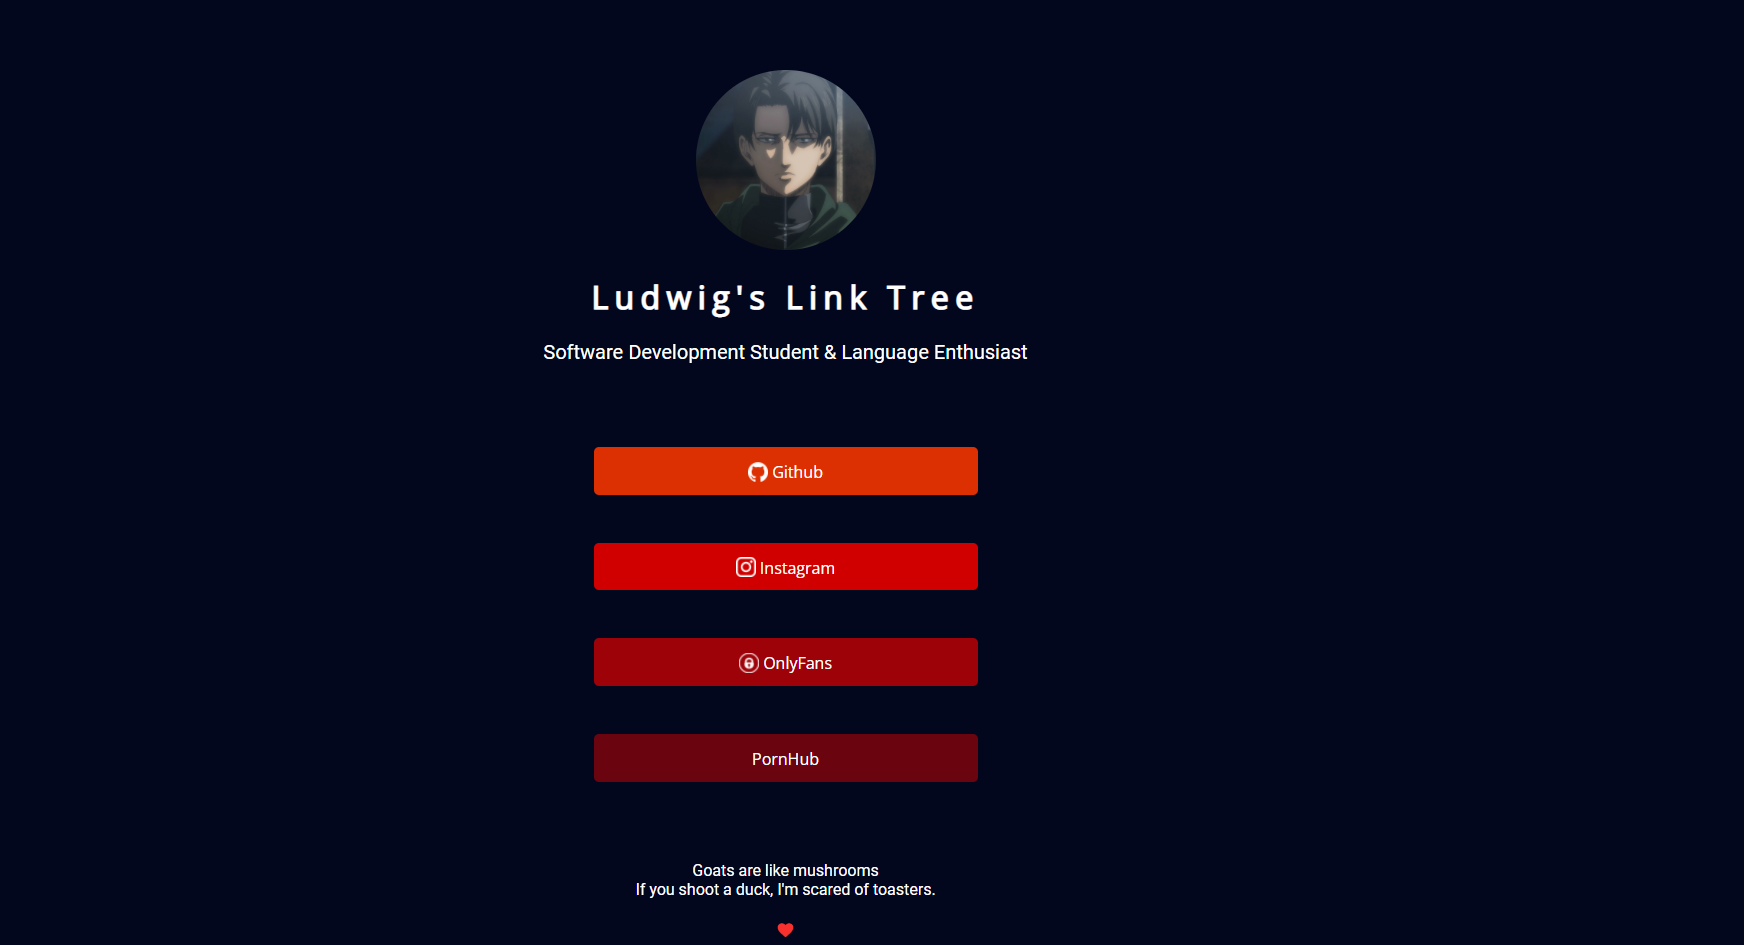 Ludwig's Link Tree
Software Development Student & Language Enthusiast
Github
Instagram
OnlyFans
PornHub
Goats are like mushrooms
If you shoot a duck, I'm scared of toasters.